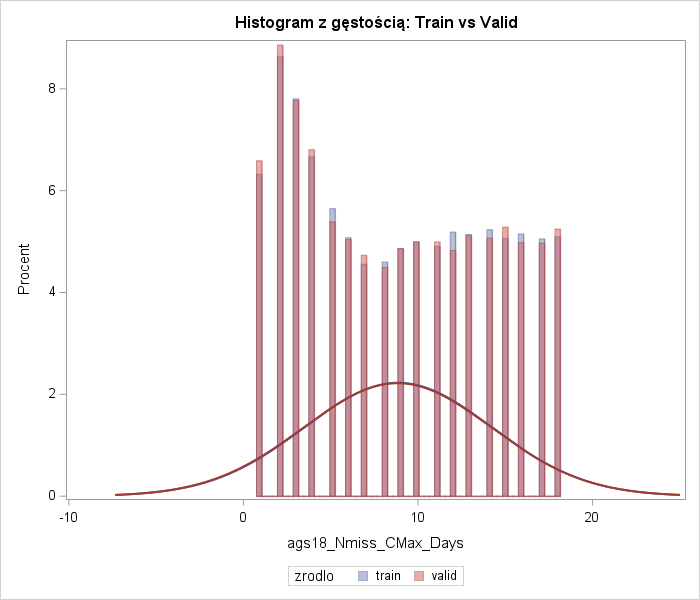 Histogram z gęstością: Train vs Valid
8
6
4
2
0
Procent
-10
0
10
20
ags18_Nmiss_CMax_Days
zrodlo train valid